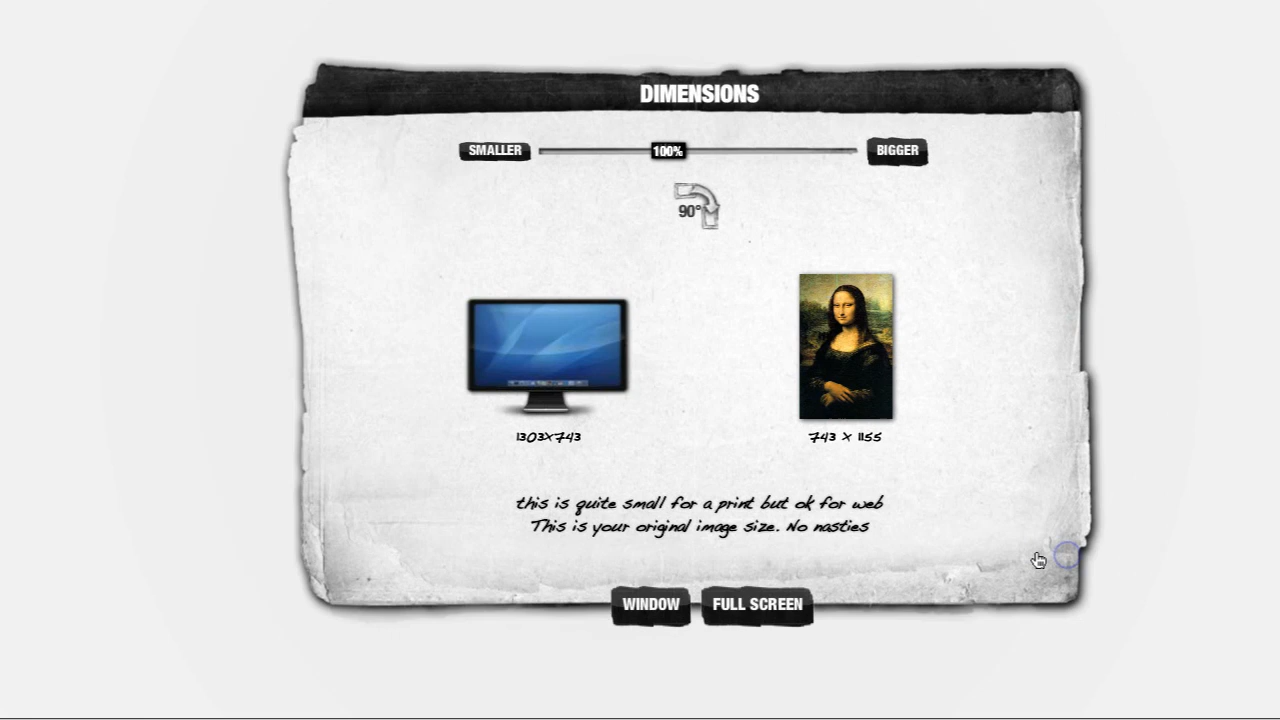 DIMENSIONS
SMALLER 100% BIGGER
90°
1303X743 743 X 1155
this is quite small for a print but ok for web
This is your original image size. No nasties
WINDOW FULL SCREEN